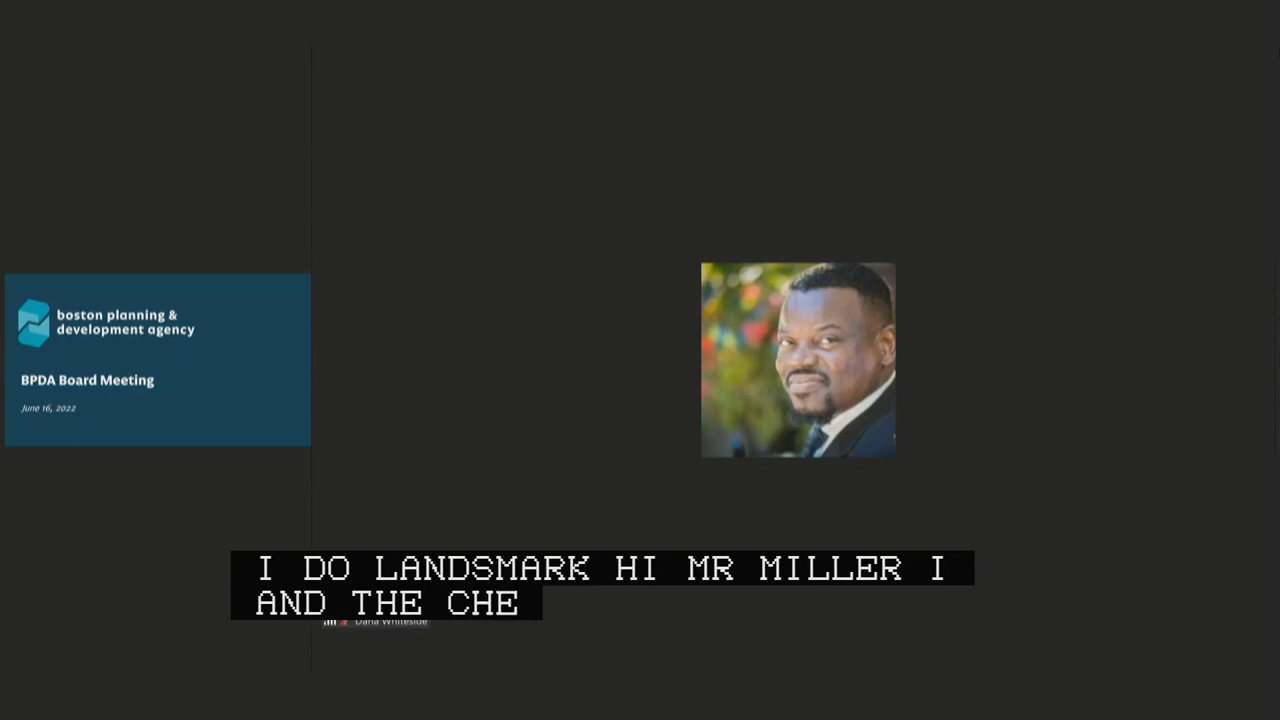 boston planning &
development agency
BPDA Board Meeting
June 16, 2022
I DO LANDSMARK HI MR MILLER I
AND THE CHE
Dana Whiteside